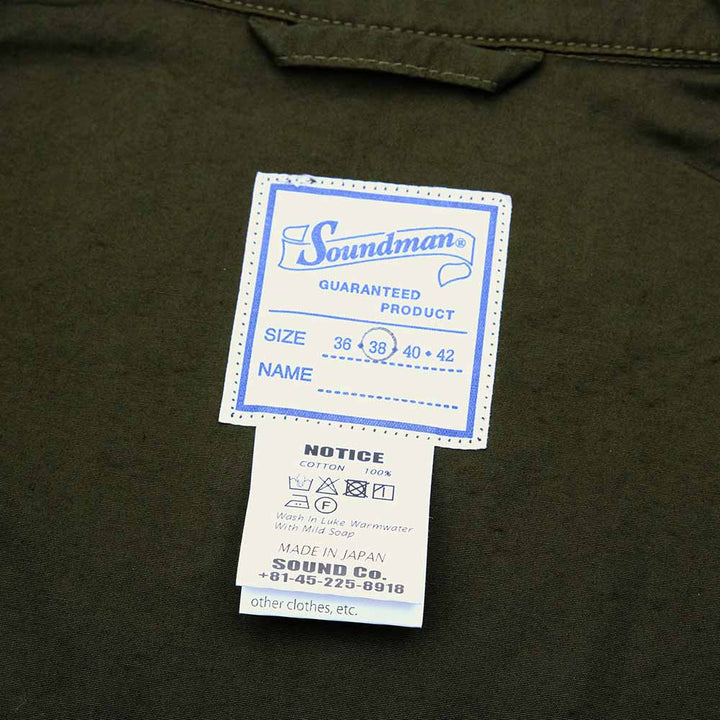 Soundman®
GUARANTEED
PRODUCT
SIZE 36 • 38 • 40 • 42
NAME
NOTICE
COTTON 100%
F
Wash In Luke Warmwater
With Mild Soap
MADE IN JAPAN
SOUND Co.
+81-45-225-8918
other clothes, etc.